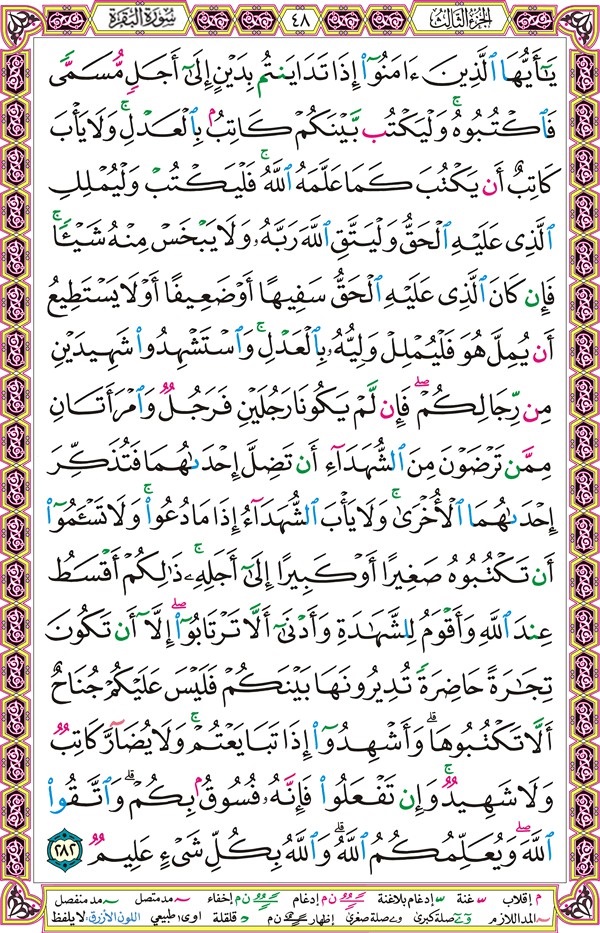 الجزء الثالث ٤٨ سورة البقرة
يَٰٓأَيُّهَا ٱلَّذِينَ ءَامَنُوٓا۟ إِذَا تَدَايَنتُم بِدَيْنٍ إِلَىٰٓ أَجَلٍ مُّسَمًّى
فَٱكْتُبُوهُ ۚ وَلْيَكْتُب بَّيْنَكُمْ كَاتِبٌۢ بِٱلْعَدْلِ ۚ وَلَا يَأْبَ
كَاتِبٌ أَن يَكْتُبَ كَمَا عَلَّمَهُ ٱللَّهُ ۚ فَلْيَكْتُبْ وَلْيُمْلِلِ
ٱلَّذِى عَلَيْهِ ٱلْحَقُّ وَلْيَتَّقِ ٱللَّهَ رَبَّهُۥ وَلَا يَبْخَسْ مِنْهُ شَيْـًٔا ۚ
فَإِن كَانَ ٱلَّذِى عَلَيْهِ ٱلْحَقُّ سَفِيهًا أَوْ ضَعِيفًا أَوْ لَا يَسْتَطِيعُ
أَن يُمِلَّ هُوَ فَلْيُمْلِلْ وَلِيُّهُۥ بِٱلْعَدْلِ ۚ وَٱسْتَشْهِدُوا۟ شَهِيدَيْنِ
مِن رِّجَالِكُمْ ۖ فَإِن لَّمْ يَكُونَا رَجُلَيْنِ فَرَجُلٌ وَٱمْرَأَتَانِ
مِمَّن تَرْضَوْنَ مِنَ ٱلشُّهَدَآءِ أَن تَضِلَّ إِحْدَىٰهُمَا فَتُذَكِّرَ
إِحْدَىٰهُمَا ٱلْأُخْرَىٰ ۚ وَلَا يَأْبَ ٱلشُّهَدَآءُ إِذَا مَا دُعُوا۟ ۚ وَلَا تَسْـَٔمُوٓا۟
أَن تَكْتُبُوهُ صَغِيرًا أَوْ كَبِيرًا إِلَىٰٓ أَجَلِهِۦ ۚ ذَٰلِكُمْ أَقْسَطُ
عِندَ ٱللَّهِ وَأَقْوَمُ لِلشَّهَٰدَةِ وَأَدْنَىٰٓ أَلَّا تَرْتَابُوٓا۟ ۖ إِلَّآ أَن تَكُونَ
تِجَٰرَةً حَاضِرَةً تُدِيرُونَهَا بَيْنَكُمْ فَلَيْسَ عَلَيْكُمْ جُنَاحٌ
أَلَّا تَكْتُبُوهَا ۗ وَأَشْهِدُوٓا۟ إِذَا تَبَايَعْتُمْ ۚ وَلَا يُضَآرَّ كَاتِبٌ
وَلَا شَهِيدٌ ۚ وَإِن تَفْعَلُوا۟ فَإِنَّهُۥ فُسُوقٌۢ بِكُمْ ۗ وَٱتَّقُوا۟
ٱللَّهَ ۖ وَيُعَلِّمُكُمُ ٱللَّهُ ۗ وَٱللَّهُ بِكُلِّ شَىْءٍ عَلِيمٌ ٢٨٢
م إقلاب غنة إدغام بلاغنة ن م إدغام ن م إخفاء مد متصل مد منفصل
المد اللازم صلة كبرى صلة صغرى إظهار ن م قلقلة اوى طبيعي اللون الأزرق: لا يلفظ